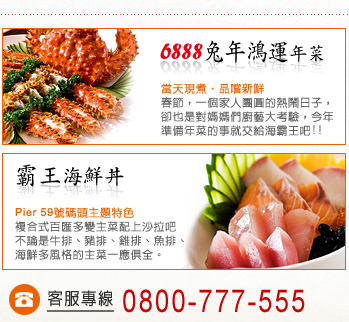 6888兔年鴻運年菜
當天現煮‧品嚐新鮮
春節，一個家人團圓的熱鬧日子，
卻也是對媽媽們廚藝大考驗，今年
準備年菜的事就交給海霸王吧!!
霸王海鮮丼
Pier 59號碼頭主題特色
複合式百匯多變主菜配上沙拉吧
不論是牛排、豬排、雞排、魚排、
海鮮多風格的主菜一應俱全。
客服專線 0800-777-555